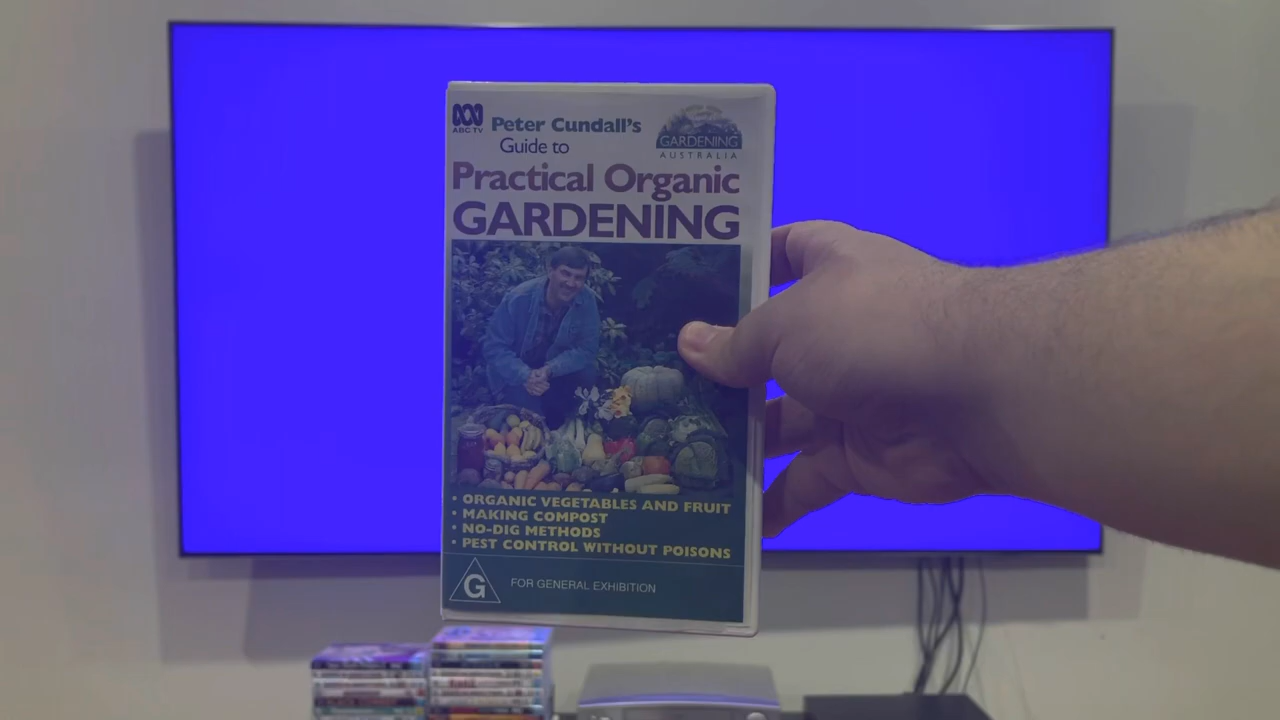 ABC TV
Peter Cundall's
Guide to
GARDENING
AUSTRALIA
Practical Organic
GARDENING
• ORGANIC VEGETABLES AND FRUIT
• MAKING COMPOST
• NO-DIG METHODS
• PEST CONTROL WITHOUT POISONS
G
FOR GENERAL EXHIBITION